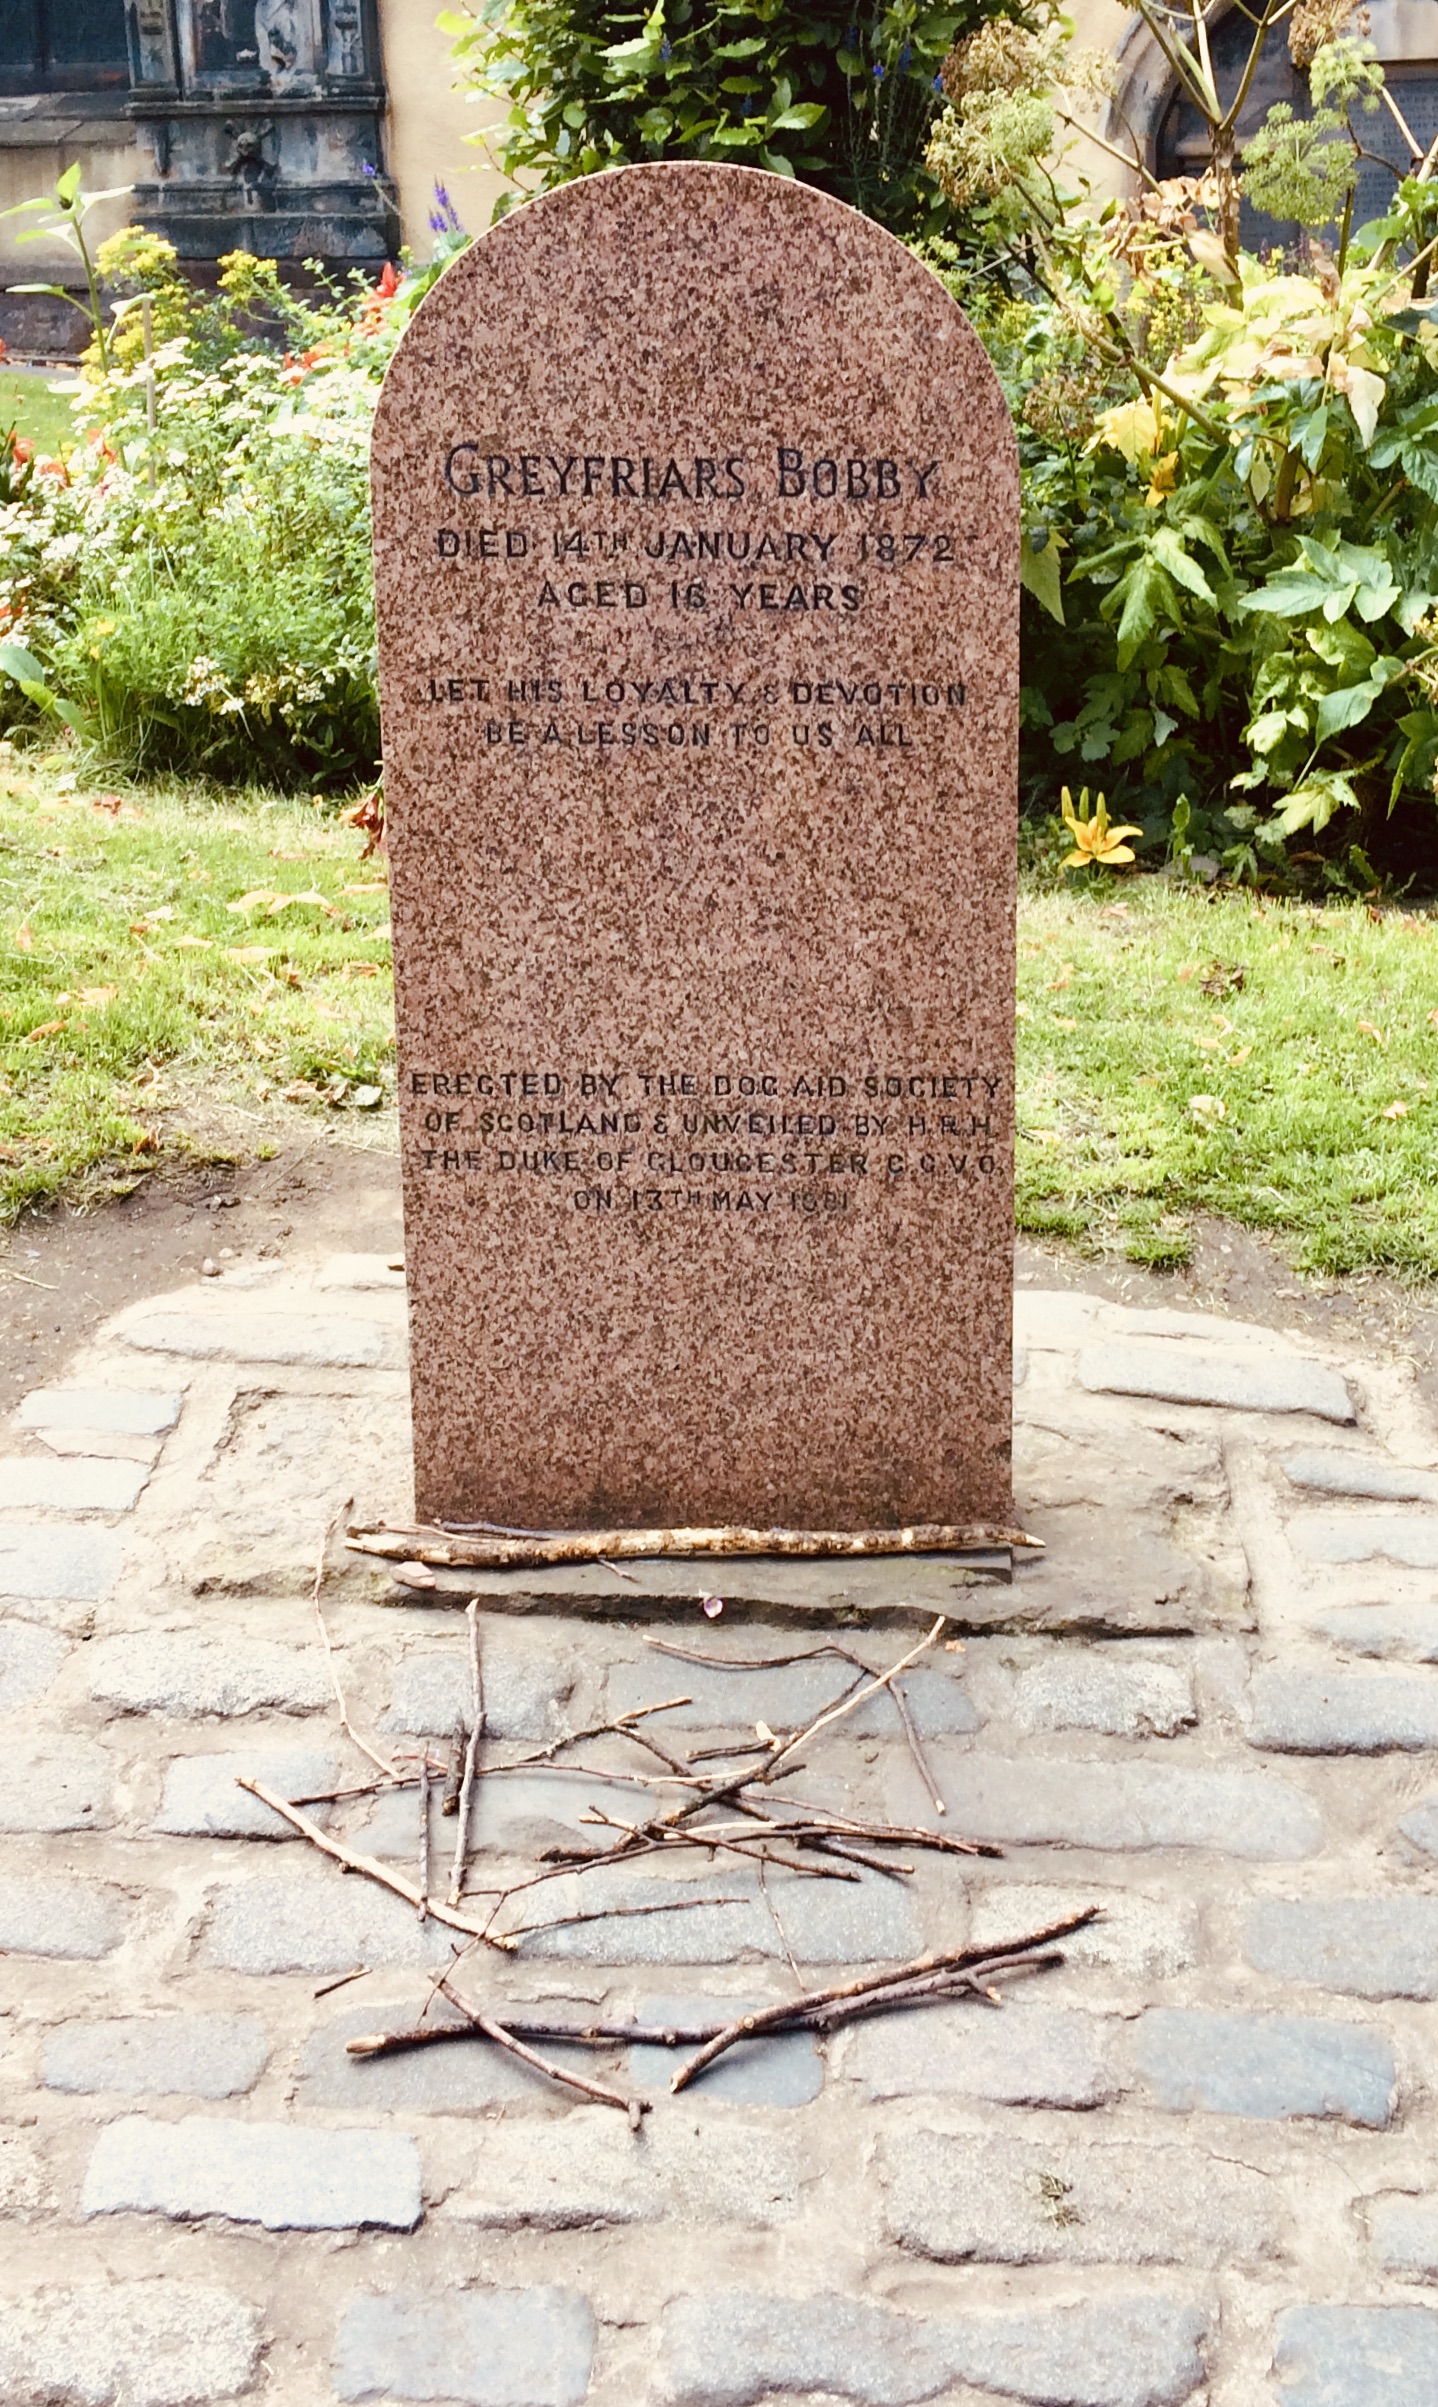 GREYFRIARS BOBBY
DIED 14TH JANUARY 1872
AGED 16 YEARS
LET HIS LOYALTY & DEVOTION
BE A LESSON TO US ALL
ERECTED BY THE DOG AID SOCIETY
OF SCOTLAND & UNVEILED BY H.R.H.
THE DUKE OF GLOUCESTER G.C.V.O.
ON 13TH MAY 1981